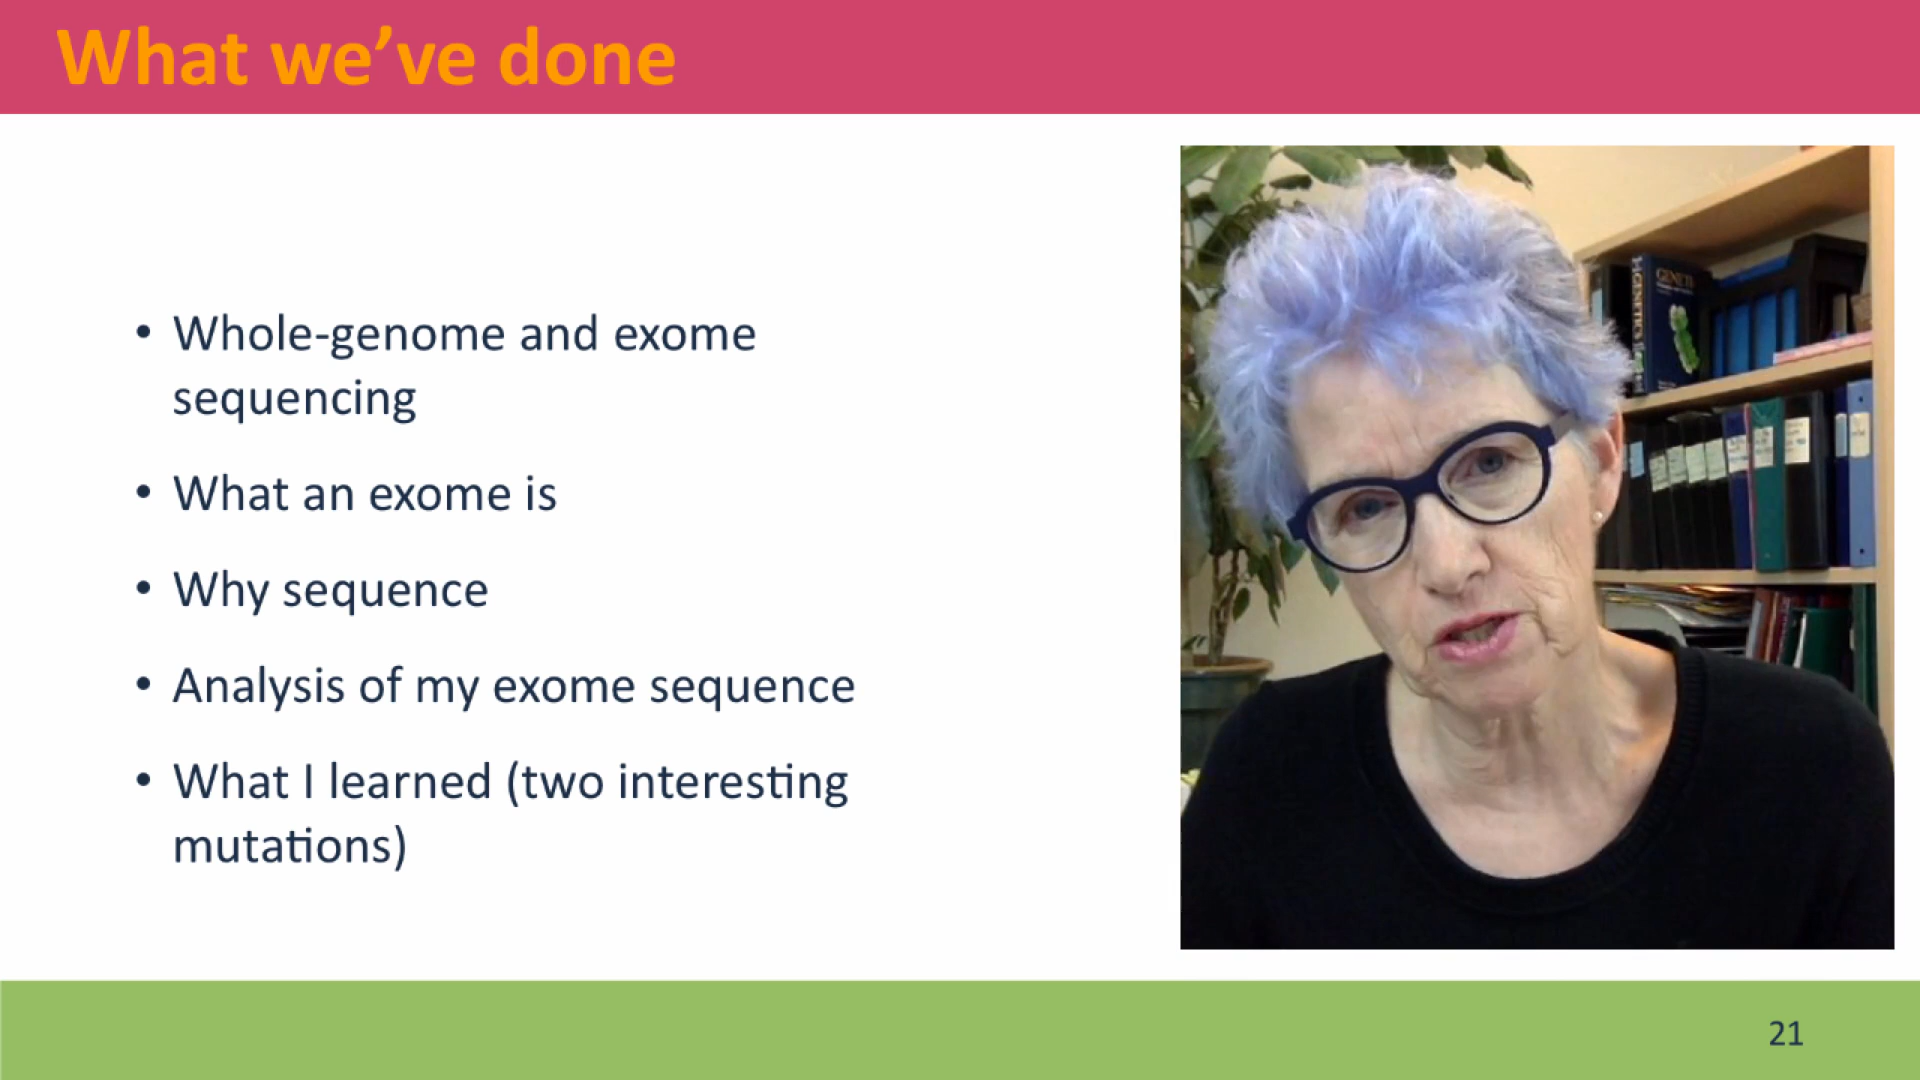 What we’ve done
• Whole-genome and exome
sequencing
• What an exome is
• Why sequence
• Analysis of my exome sequence
• What I learned (two interesting
mutations)
GENETICS
21